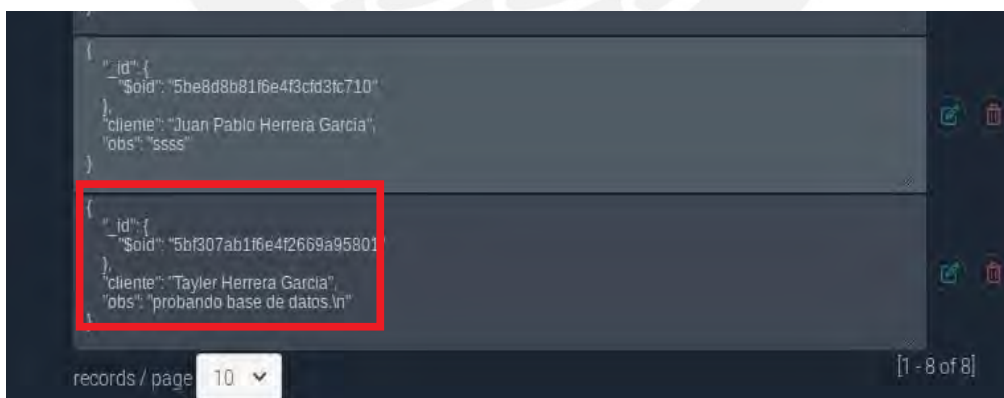 }
{
"_id": {
"$oid": "5be8d8b81f6e4f3cfd3fc710"
},
"cliente": "Juan Pablo Herrera Garcia",
"obs": "ssss"
}
{
"_id": {
"$oid": "5bf307ab1f6e4f2669a95801"
},
"cliente": "Tayler Herrera Garcia",
"obs": "probando base de datos.\n"
}
records / page 10
[1 - 8 of 8]